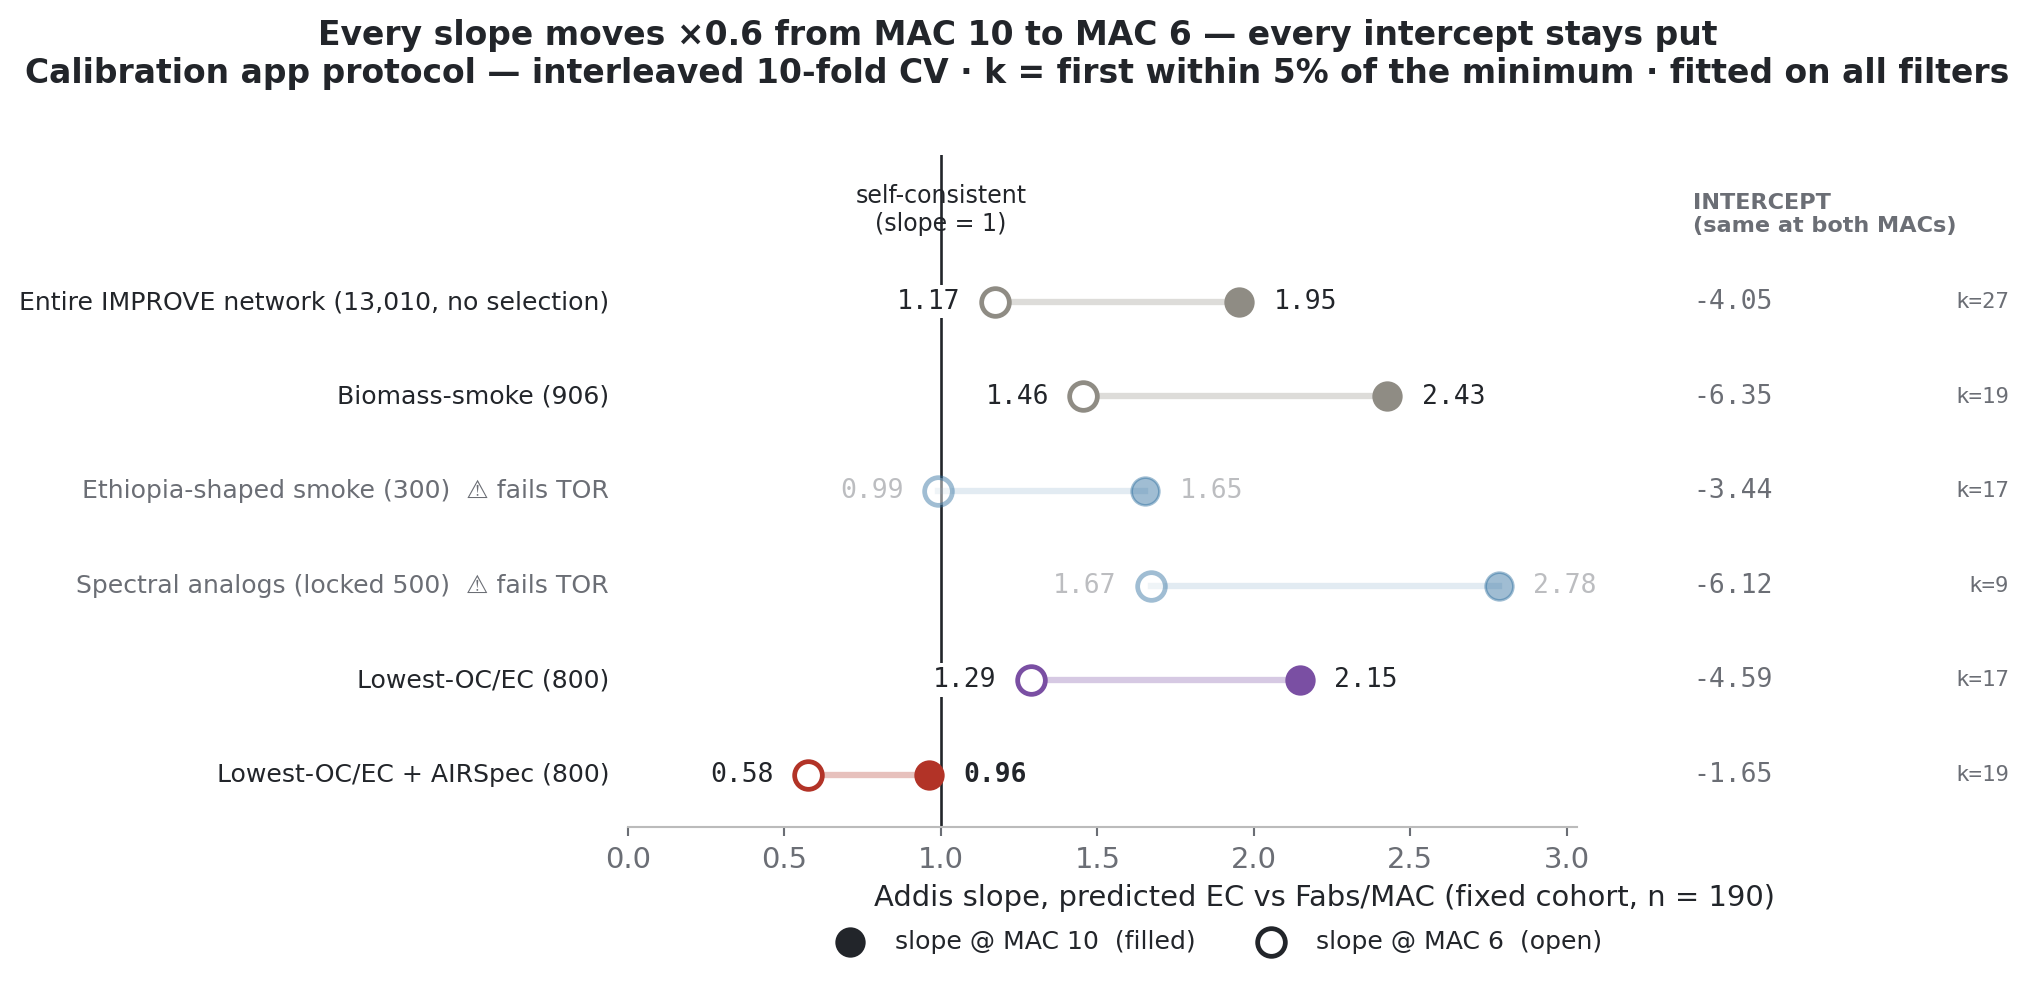 Every slope moves ×0.6 from MAC 10 to MAC 6 — every intercept stays put
Calibration app protocol — interleaved 10-fold CV · k = first within 5% of the minimum · fitted on all filters
self-consistent
(slope = 1)
INTERCEPT
(same at both MACs)
Entire IMPROVE network (13,010, no selection) 1.17 1.95 -4.05 k=27
Biomass-smoke (906) 1.46 2.43 -6.35 k=19
Ethiopia-shaped smoke (300) ⚠ fails TOR 0.99 1.65 -3.44 k=17
Spectral analogs (locked 500) ⚠ fails TOR 1.67 2.78 -6.12 k=9
Lowest-OC/EC (800) 1.29 2.15 -4.59 k=17
Lowest-OC/EC + AIRSpec (800) 0.58 0.96 -1.65 k=19
0.0 0.5 1.0 1.5 2.0 2.5 3.0
Addis slope, predicted EC vs Fabs/MAC (fixed cohort, n = 190)
slope @ MAC 10 (filled) slope @ MAC 6 (open)